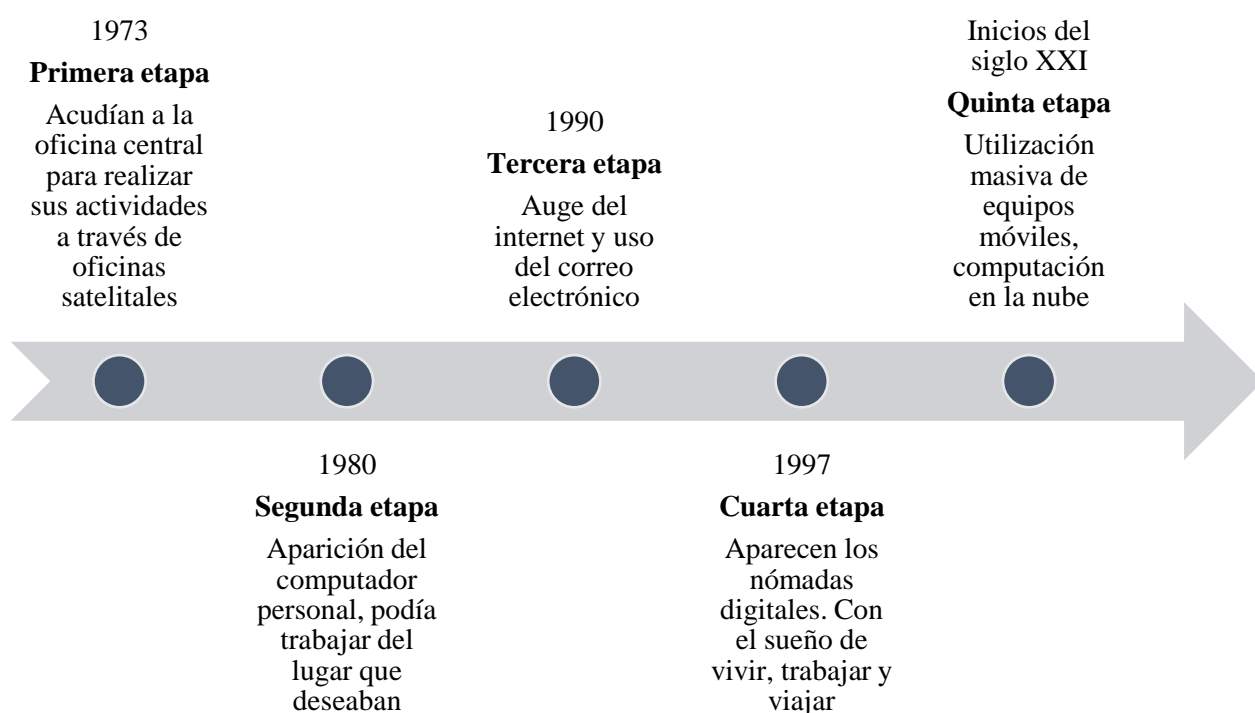 1973
Primera etapa
Acudían a la
oficina central
para realizar
sus actividades
a través de
oficinas
satelitales
1980
Segunda etapa
Aparición del
computador
personal, podía
trabajar del
lugar que
deseaban
1990
Tercera etapa
Auge del
internet y uso
del correo
electrónico
1997
Cuarta etapa
Aparecen los
nómadas
digitales. Con
el sueño de
vivir, trabajar y
viajar
Inicios del
siglo XXI
Quinta etapa
Utilización
masiva de
equipos
móviles,
computación
en la nube